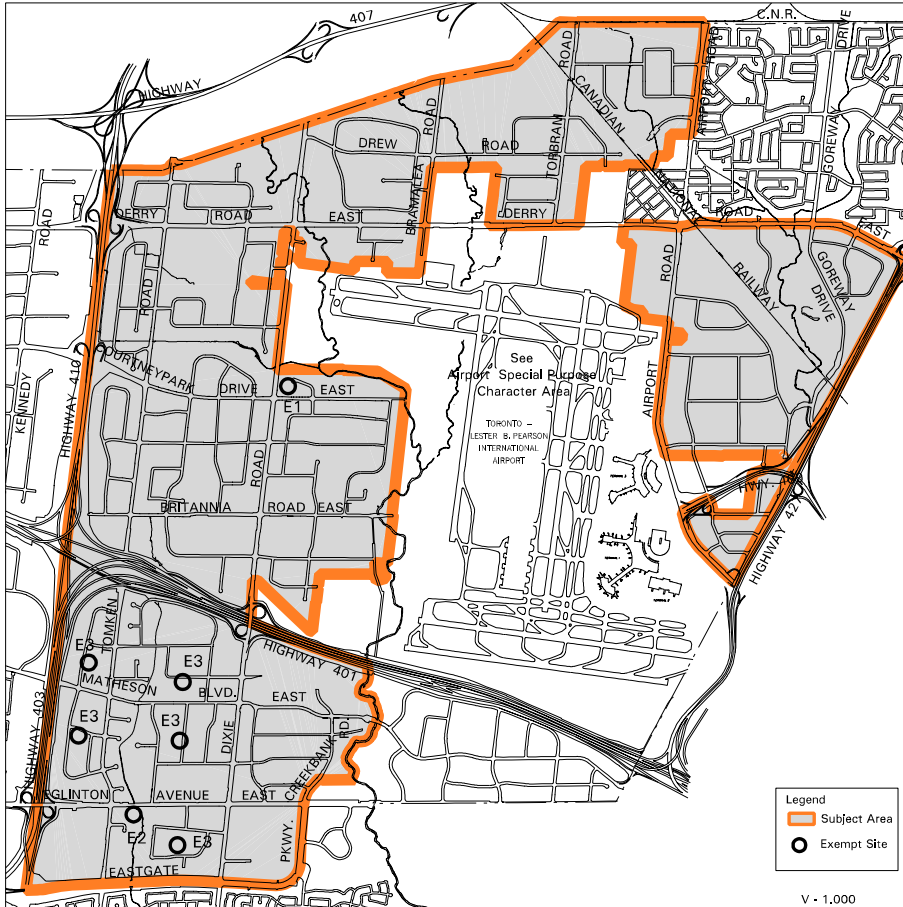 407
HIGHWAY
C.N.R.
ROAD
ROAD
DRIVE
CANADIAN
AIRPORT
GOREWAY
DREW
ROAD
ROAD
TORBRAM
BRAMALEA
NATIONAL
ROAD
DERRY
ROAD
EAST
DERRY
ROAD
EAST
ROAD
ROAD
RAILWAY
GOREWAY
DRIVE
COURTNEYPARK
DRIVE
EAST
E1
See
Airport Special Purpose
Character Area
AIRPORT
KENNEDY
HIGHWAY 410
TORONTO -
LESTER B. PEARSON
INTERNATIONAL
AIRPORT
ROAD
BRITANNIA
ROAD
EAST
HIGHWAY 427
TOMKEN
HIGHWAY 401
E3
E3
MATHESON
BLVD.
EAST
E3
E3
DIXIE
RD.
CREEKBANK
HIGHWAY 403
EGLINTON
AVENUE
EAST
E2
E3
PKWY.
EASTGATE
Legend
Subject Area
Exempt Site
V - 1.000